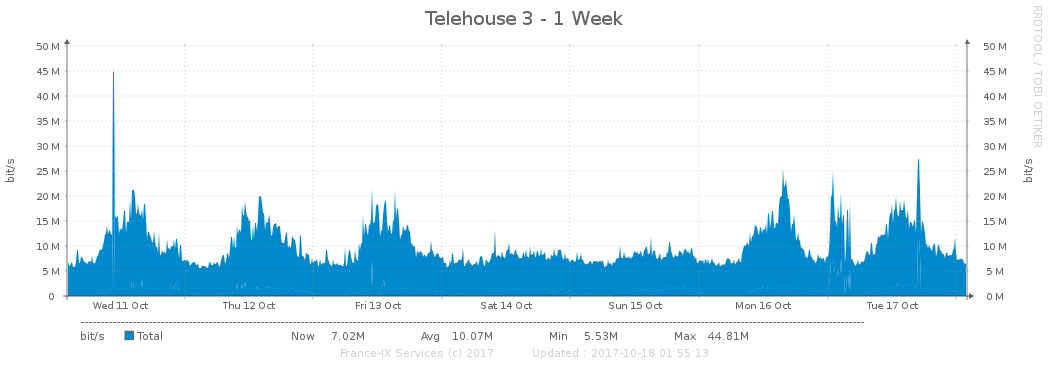 Telehouse 3 - 1 Week
RRDTOOL / TOBI OETIKER
50 M 50 M
45 M 45 M
40 M 40 M
35 M 35 M
30 M 30 M
25 M 25 M
20 M 20 M
15 M 15 M
10 M 10 M
5 M 5 M
0 0 M
bit/s bit/s
Wed 11 Oct Thu 12 Oct Fri 13 Oct Sat 14 Oct Sun 15 Oct Mon 16 Oct Tue 17 Oct
bit/s Total Now 7.02M Avg 10.07M Min 5.53M Max 44.81M
France-IX Services (c) 2017 Updated : 2017-10-18 01:55:13